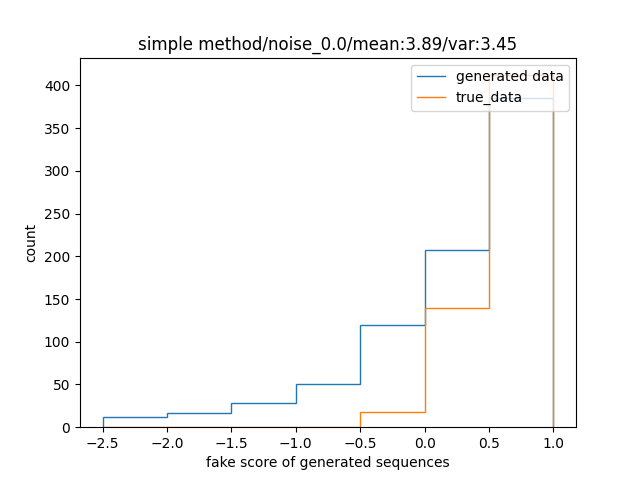 simple method/noise_0.0/mean:3.89/var:3.45
generated data
true_data
400
350
300
250
200
150
100
50
0
count
−2.5 −2.0 −1.5 −1.0 −0.5 0.0 0.5 1.0
fake score of generated sequences